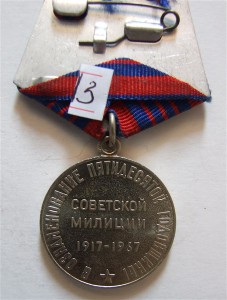 3
В ОЗНАМЕНОВАНИЕ ПЯТИДЕСЯТОЙ ГОДОВЩИНЫ
СОВЕТСКОЙ
МИЛИЦИИ
1917-1967